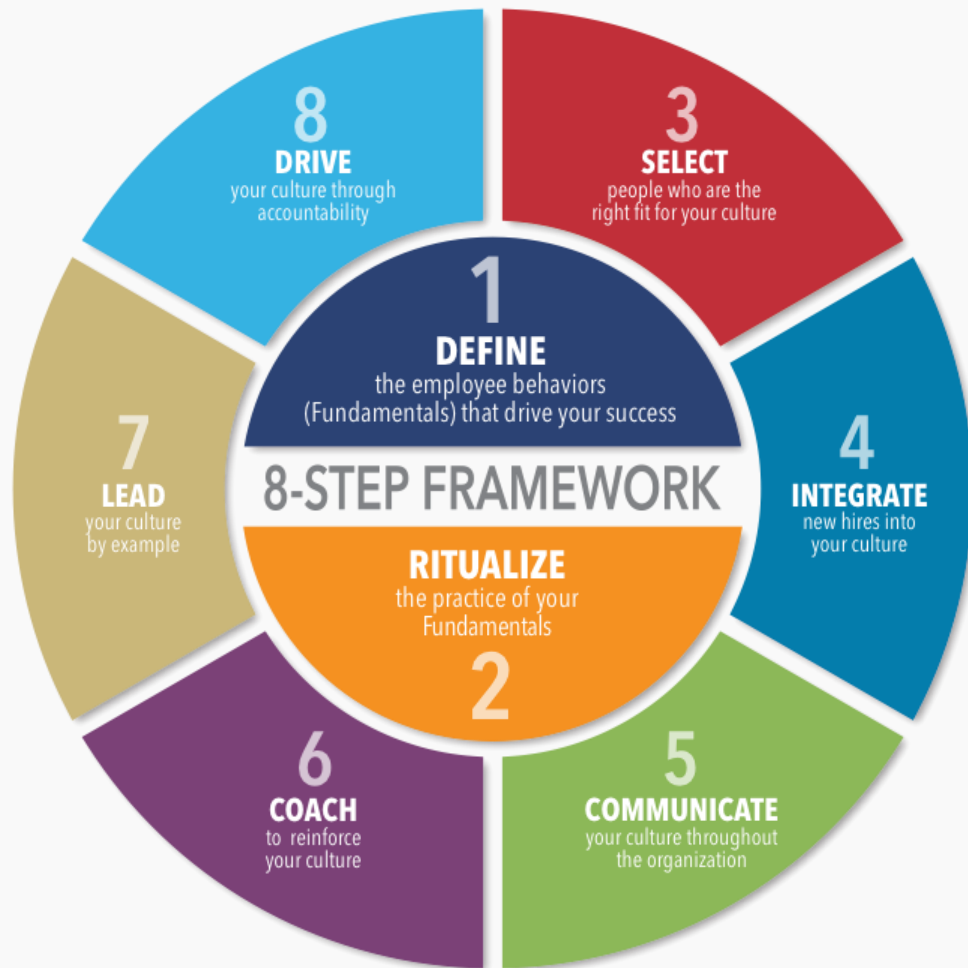 1
DEFINE
the employee behaviors
(Fundamentals) that drive your success
8-STEP FRAMEWORK
RITUALIZE
the practice of your
Fundamentals
2
3
SELECT
people who are the
right fit for your culture
4
INTEGRATE
new hires into
your culture
5
COMMUNICATE
your culture throughout
the organization
6
COACH
to reinforce
your culture
7
LEAD
your culture
by example
8
DRIVE
your culture through
accountability